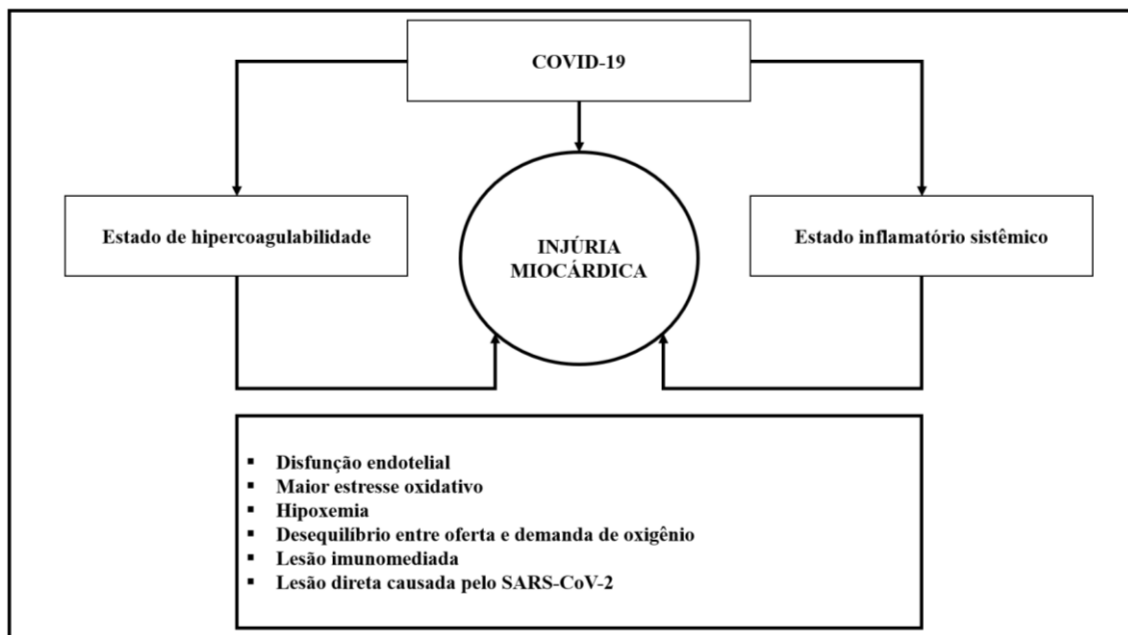 COVID-19
Estado de hipercoagulabilidade
INJÚRIA
MIOCÁRDICA
Estado inflamatório sistêmico
▪ Disfunção endotelial
▪ Maior estresse oxidativo
▪ Hipoxemia
▪ Desequilíbrio entre oferta e demanda de oxigênio
▪ Lesão imunomediada
▪ Lesão direta causada pelo SARS-CoV-2